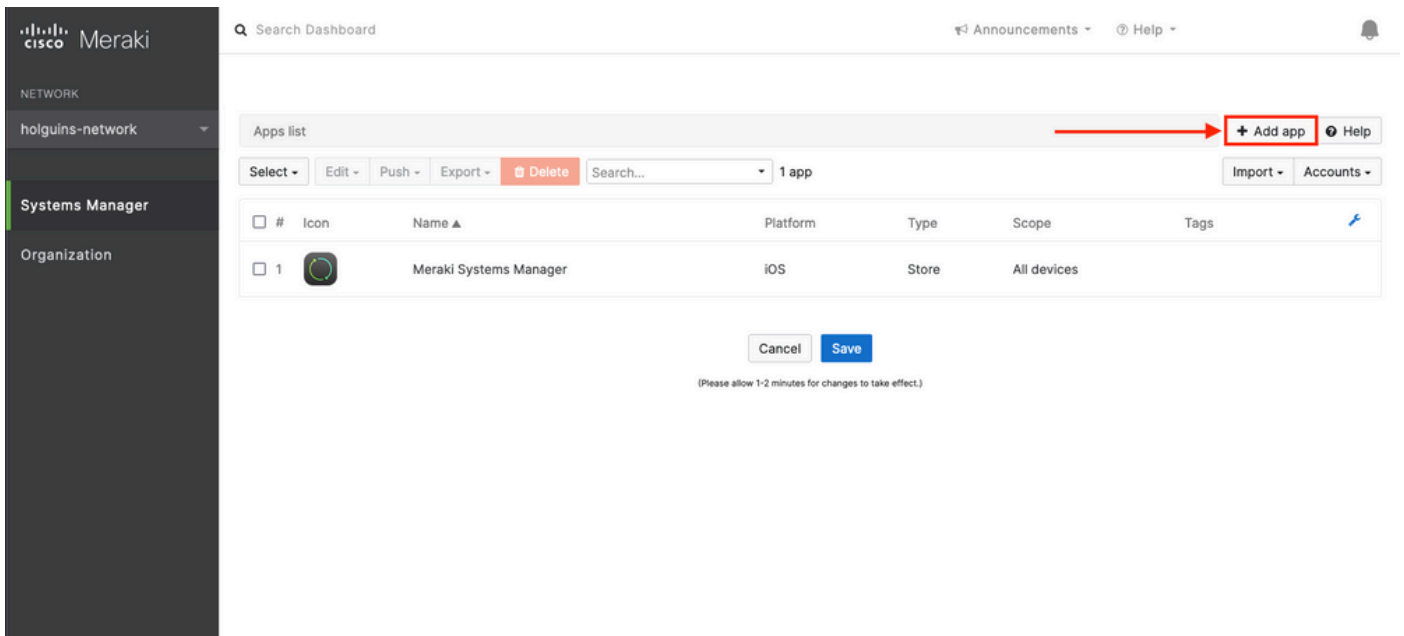 cisco Meraki
Search Dashboard
Announcements
Help
NETWORK
holguins-network
Systems Manager
Organization
Apps list
+ Add app
Help
Select
Edit
Push
Export
Delete
Search...
1 app
Import
Accounts
# Icon Name Platform Type Scope Tags
1 Meraki Systems Manager iOS Store All devices
Cancel
Save
(Please allow 1-2 minutes for changes to take effect.)